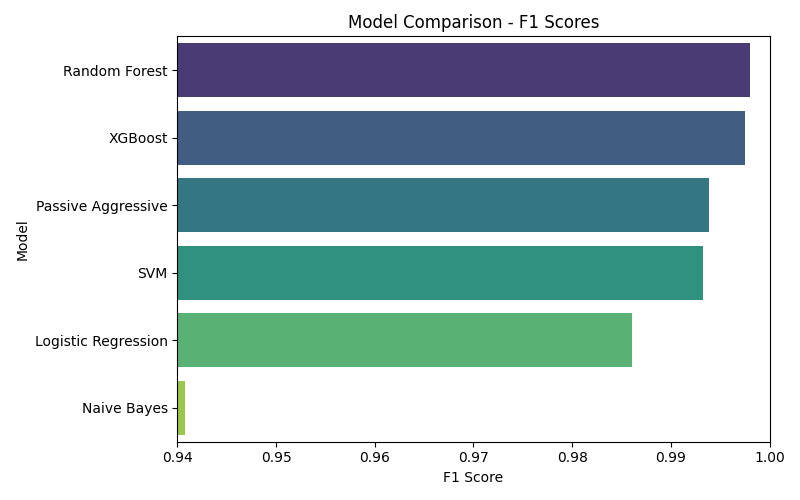 Model Comparison - F1 Scores
Model
Random Forest
XGBoost
Passive Aggressive
SVM
Logistic Regression
Naive Bayes
0.94 0.95 0.96 0.97 0.98 0.99 1.00
F1 Score